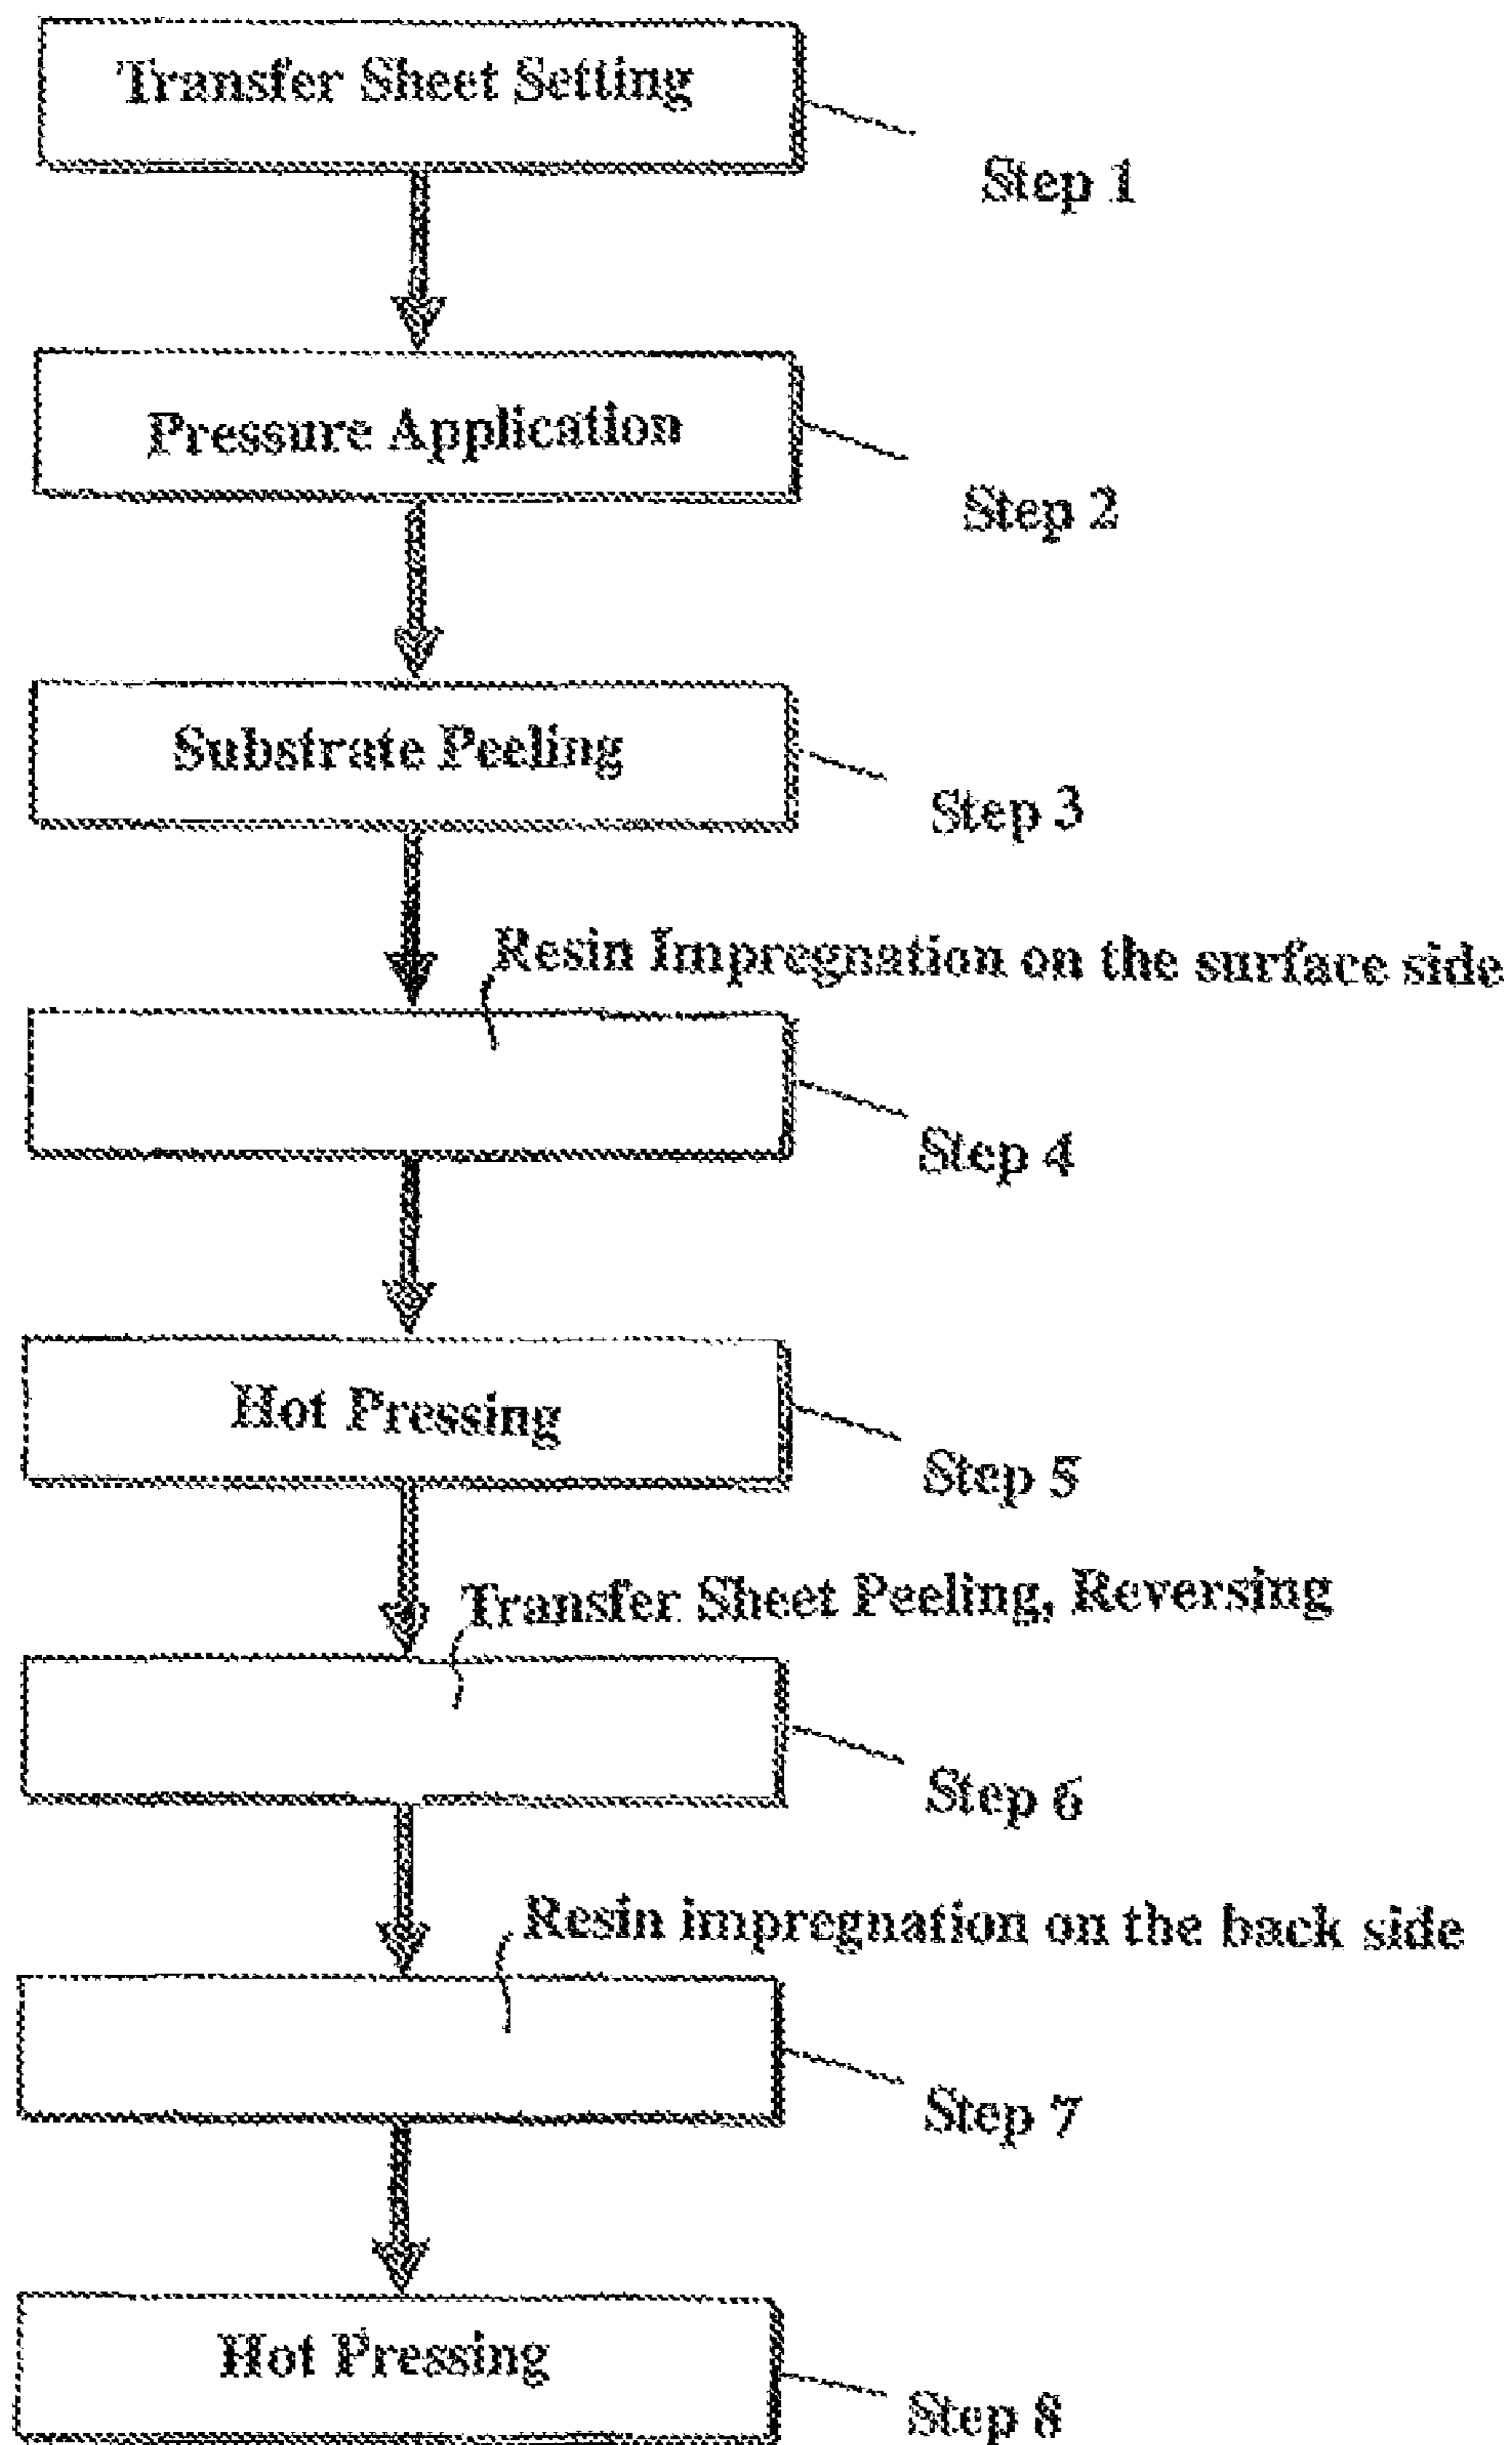 Transfer Sheet Setting
Step 1
Pressure Application
Step 2
Substrate Peeling
Step 3
Resin Impregnation on the surface side
Step 4
Hot Pressing
Step 5
Transfer Sheet Peeling, Reversing
Step 6
Resin impregnation on the back side
Step 7
Hot Pressing
Step 8